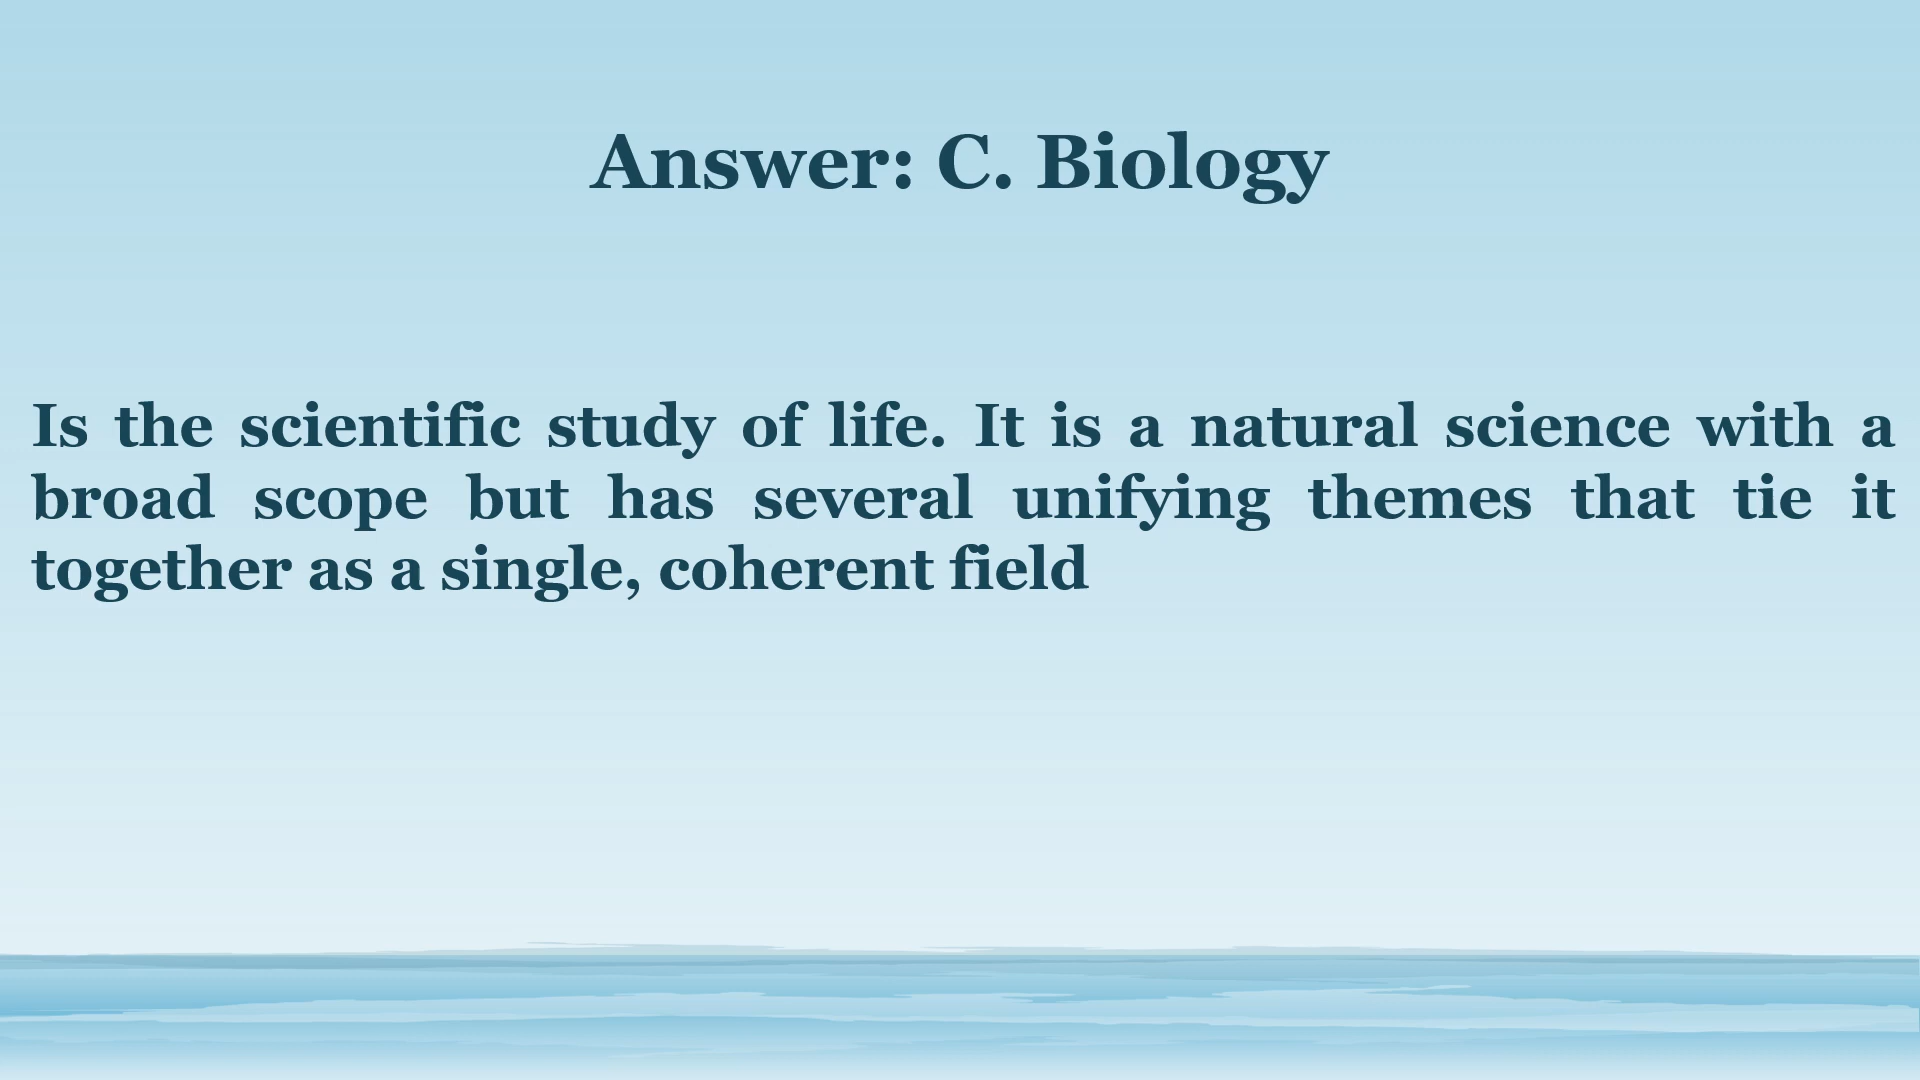 Answer: C. Biology
Is the scientific study of life. It is a natural science with a
broad scope but has several unifying themes that tie it
together as a single, coherent field